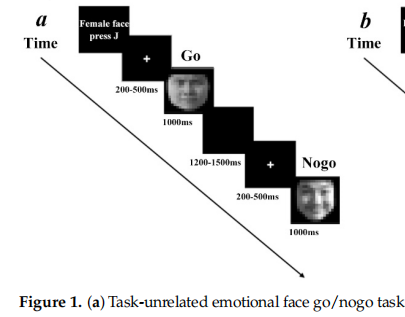 a
Time
Female face
press J
Go
200-500ms
1000ms
1200-1500ms
Nogo
200-500ms
1000ms
b
Time
Figure 1. (a) Task-unrelated emotional face go/nogo task